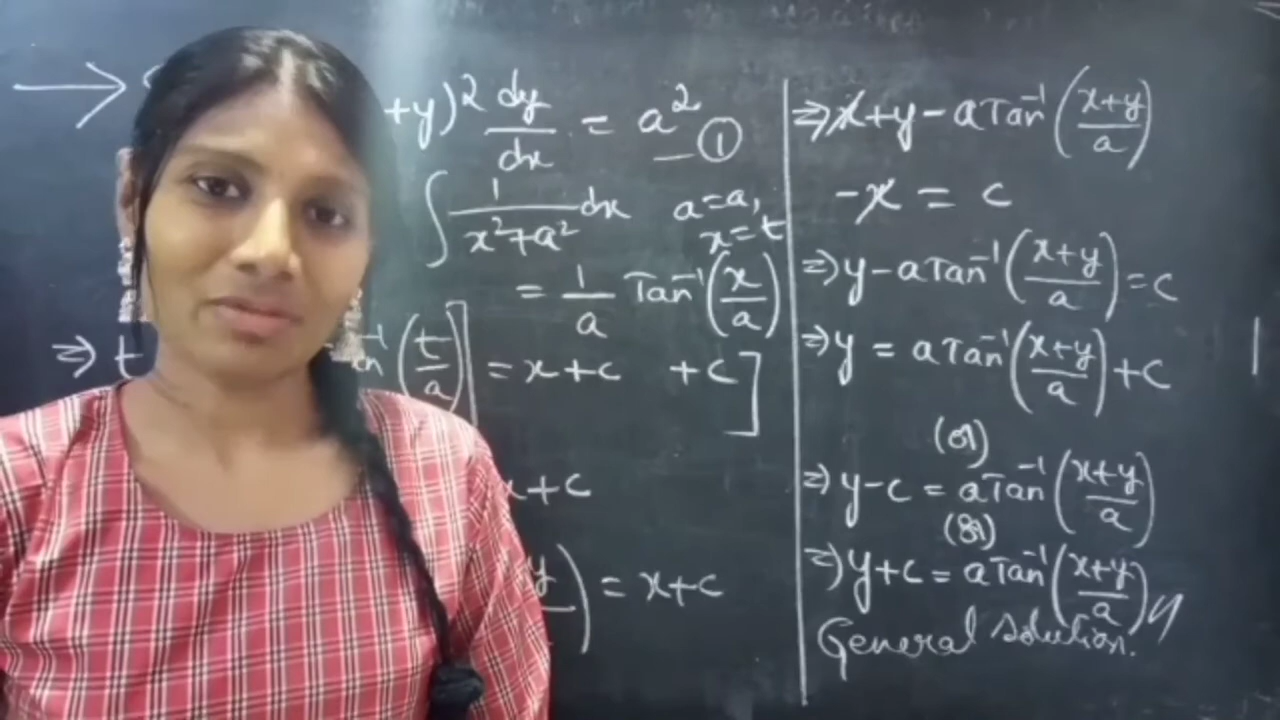 +y)² dy/dx = a² — ①
∫ 1/(x²+a²) dx a=a, x=t
= 1/a Tan⁻¹(x/a)
⇒ t (t/a)] = x+c +c]
x+c
y ) = x+c
⇒ x+y - a Tan⁻¹((x+y)/a)
-x = c
⇒ y - a Tan⁻¹((x+y)/a) = c
⇒ y = a Tan⁻¹((x+y)/a) + c
(or)
⇒ y-c = a Tan⁻¹((x+y)/a)
(or)
⇒ y+c = a Tan⁻¹((x+y)/a) //
General Solution.